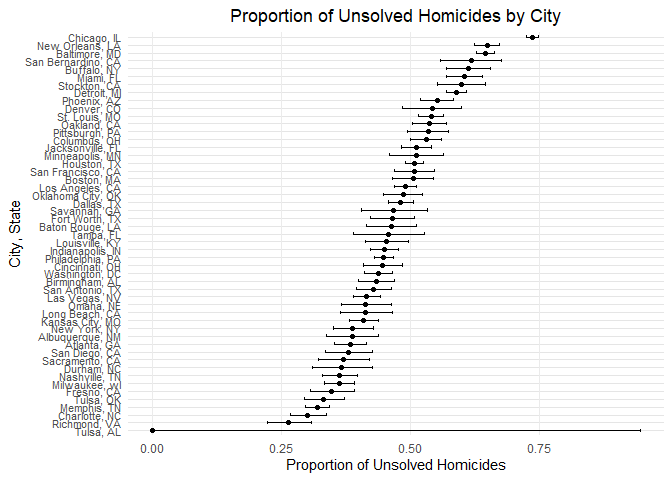 Proportion of Unsolved Homicides by City
Chicago, IL
New Orleans, LA
Baltimore, MD
San Bernardino, CA
Buffalo, NY
Miami, FL
Stockton, CA
Detroit, MI
Phoenix, AZ
Denver, CO
St. Louis, MO
Oakland, CA
Pittsburgh, PA
Columbus, OH
Jacksonville, FL
Minneapolis, MN
Houston, TX
San Francisco, CA
Boston, MA
Los Angeles, CA
Oklahoma City, OK
Dallas, TX
Savannah, GA
Fort Worth, TX
Baton Rouge, LA
Tampa, FL
Louisville, KY
Indianapolis, IN
Philadelphia, PA
Cincinnati, OH
Washington, DC
Birmingham, AL
San Antonio, TX
Las Vegas, NV
Omaha, NE
Long Beach, CA
Kansas City, MO
New York, NY
Albuquerque, NM
Atlanta, GA
San Diego, CA
Sacramento, CA
Durham, NC
Nashville, TN
Milwaukee, wI
Fresno, CA
Tulsa, OK
Memphis, TN
Charlotte, NC
Richmond, VA
Tulsa, AL
City, State
0.00 0.25 0.50 0.75
Proportion of Unsolved Homicides